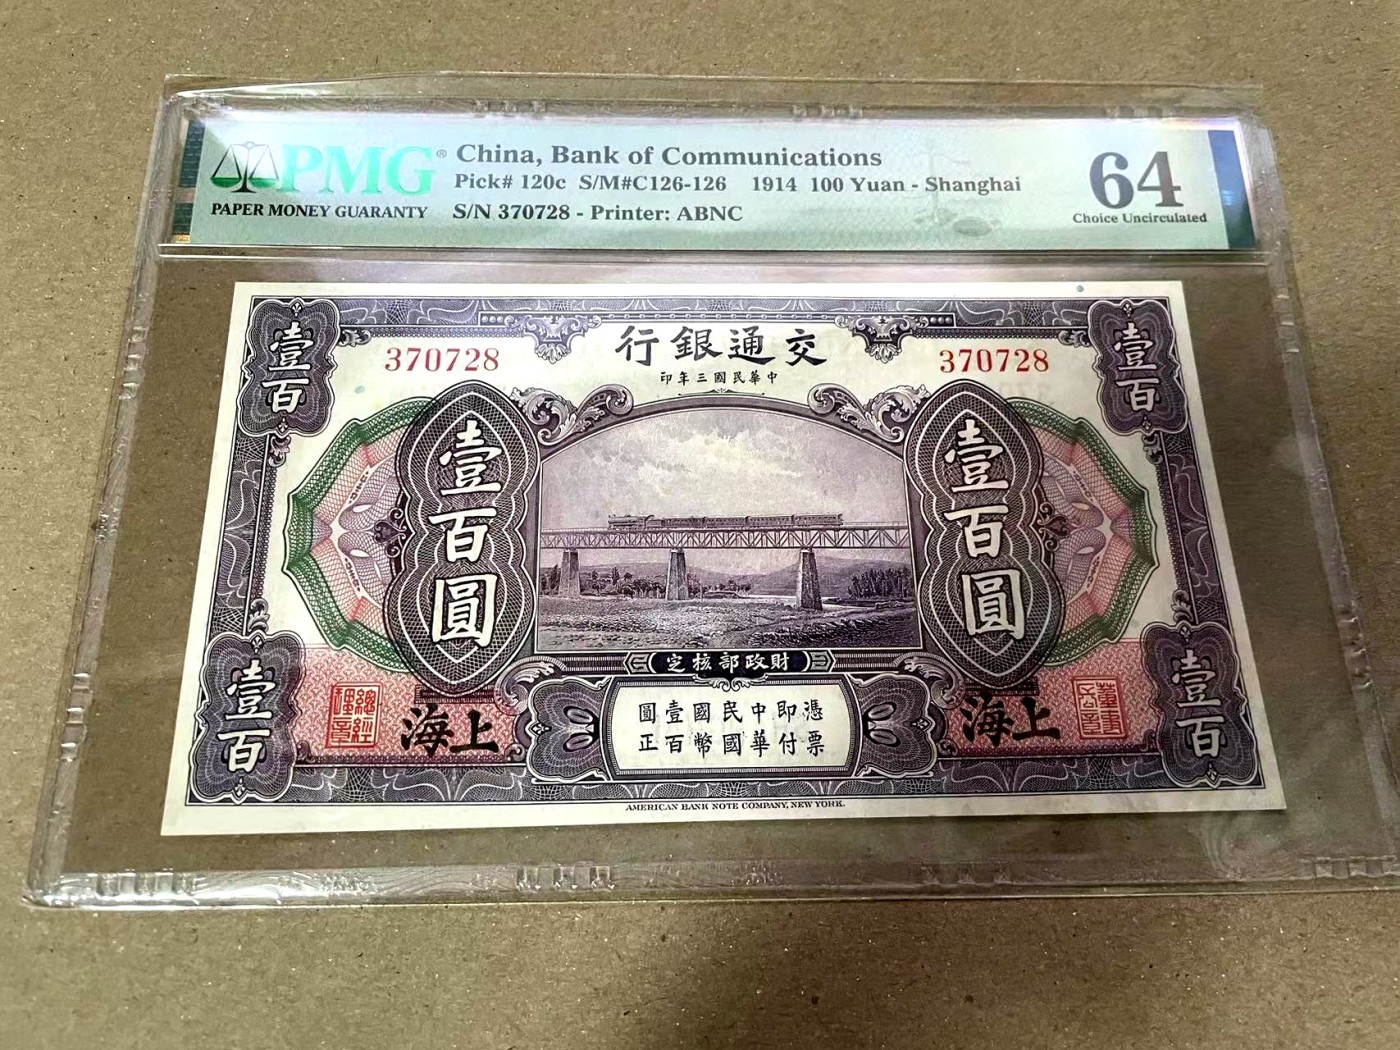 PMG®
PAPER MONEY GUARANTY
China, Bank of Communications
Pick# 120c S/M#C126-126 1914 100 Yuan - Shanghai
S/N 370728 - Printer: ABNC
64
Choice Uncirculated
壹百
行銀通交
壹百
370728
370728
印年三國民華中
壹百圓
壹百圓
定核部政財
圓壹國民中即憑
正百幣國華付票
海上
海上
壹百
壹百
AMERICAN BANK NOTE COMPANY, NEW YORK.